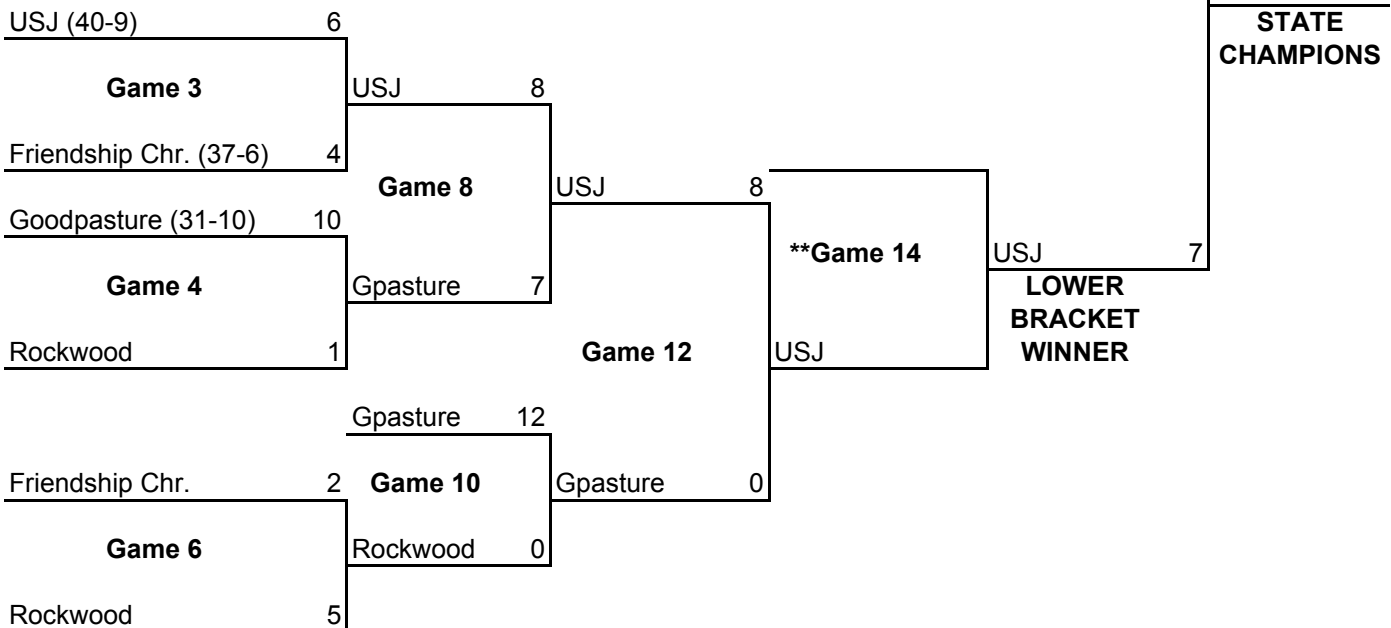 USJ (40-9) 6
STATE
CHAMPIONS
Game 3
USJ 8
Friendship Chr. (37-6) 4
Game 8
USJ 8
Goodpasture (31-10) 10
**Game 14
USJ 7
Game 4
Gpasture 7
LOWER
BRACKET
WINNER
Rockwood 1
Game 12
USJ
Gpasture 12
Friendship Chr. 2
Game 10
Gpasture 0
Game 6
Rockwood 0
Rockwood 5